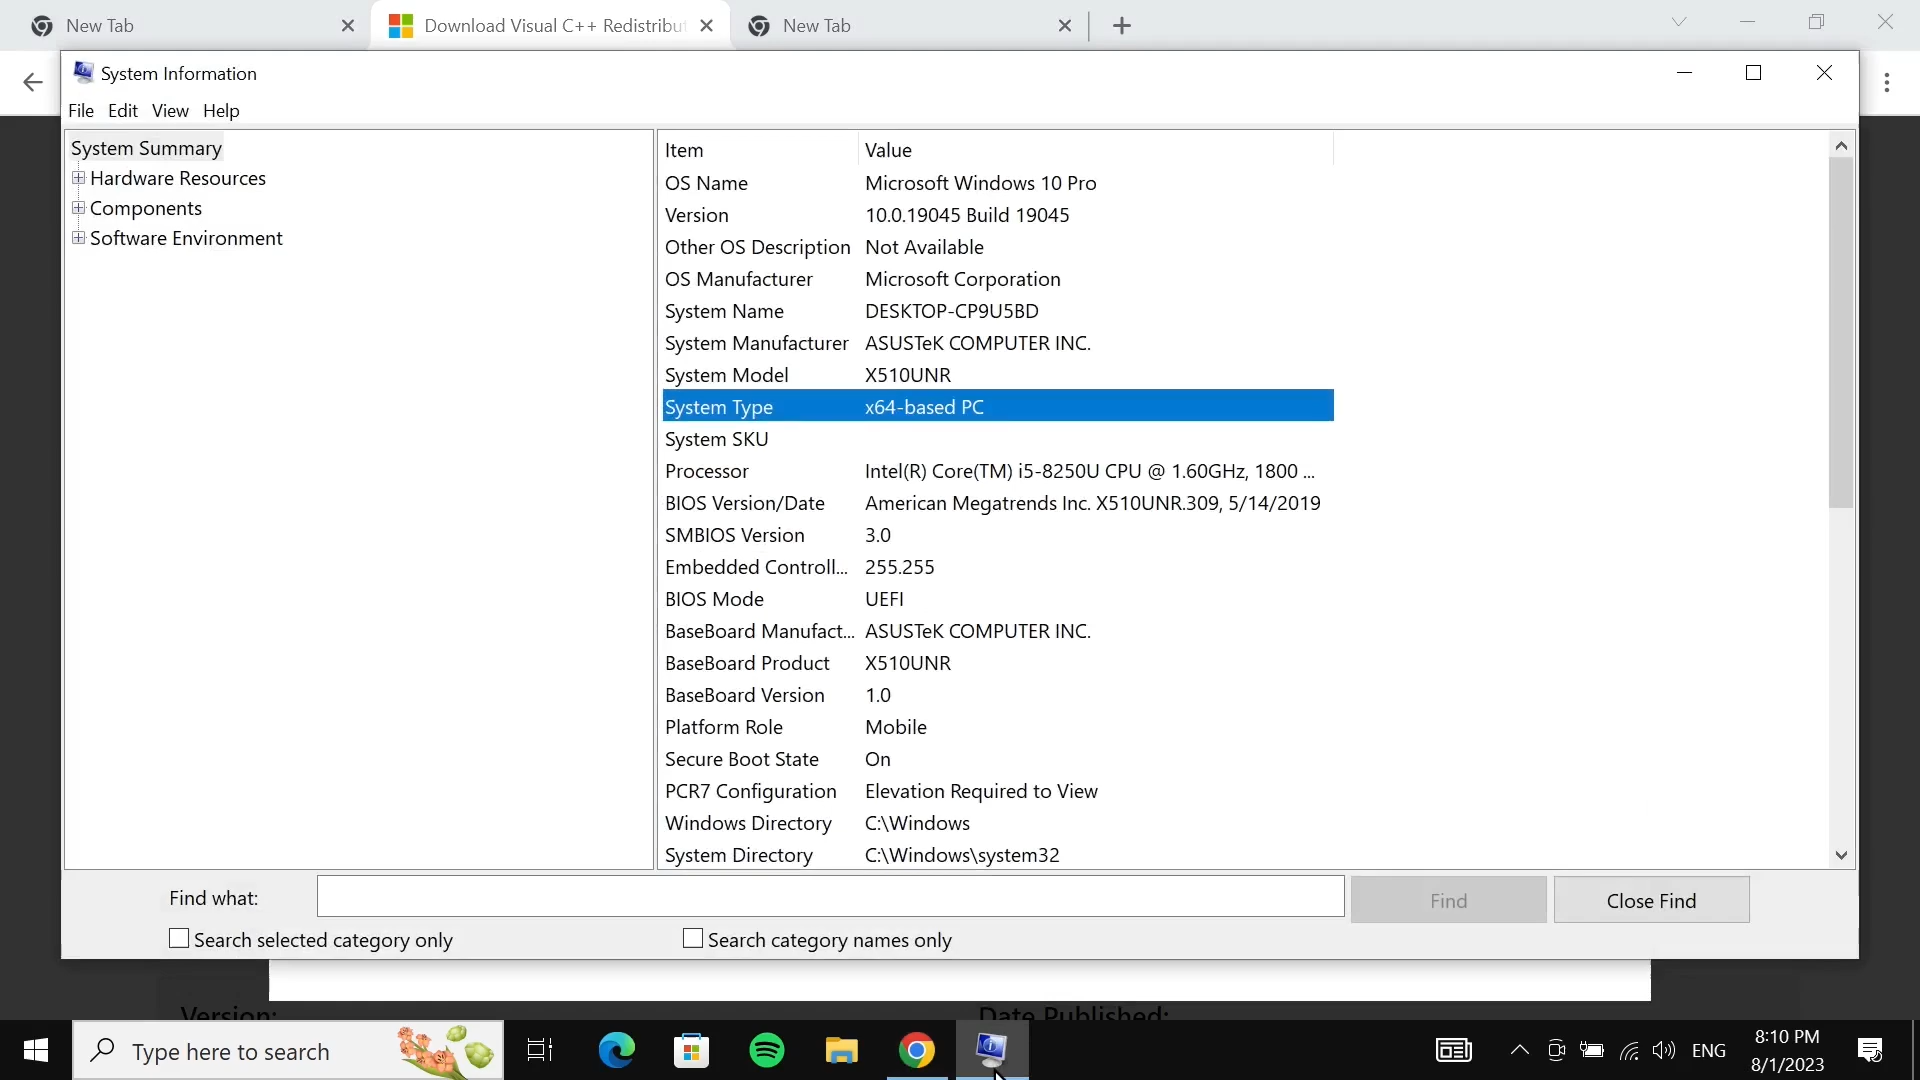 New Tab
Download Visual C++ Redistribu
New Tab
System Information
File Edit View Help
System Summary
Hardware Resources
Components
Software Environment
Item Value
OS Name Microsoft Windows 10 Pro
Version 10.0.19045 Build 19045
Other OS Description Not Available
OS Manufacturer Microsoft Corporation
System Name DESKTOP-CP9U5BD
System Manufacturer ASUSTeK COMPUTER INC.
System Model X510UNR
System Type x64-based PC
System SKU
Processor Intel(R) Core(TM) i5-8250U CPU @ 1.60GHz, 1800 ...
BIOS Version/Date American Megatrends Inc. X510UNR.309, 5/14/2019
SMBIOS Version 3.0
Embedded Controll... 255.255
BIOS Mode UEFI
BaseBoard Manufact... ASUSTeK COMPUTER INC.
BaseBoard Product X510UNR
BaseBoard Version 1.0
Platform Role Mobile
Secure Boot State On
PCR7 Configuration Elevation Required to View
Windows Directory C:\Windows
System Directory C:\Windows\system32
Find what: Find Close Find
Search selected category only Search category names only
Version: Date Published:
Type here to search
ENG
8:10 PM
8/1/2023